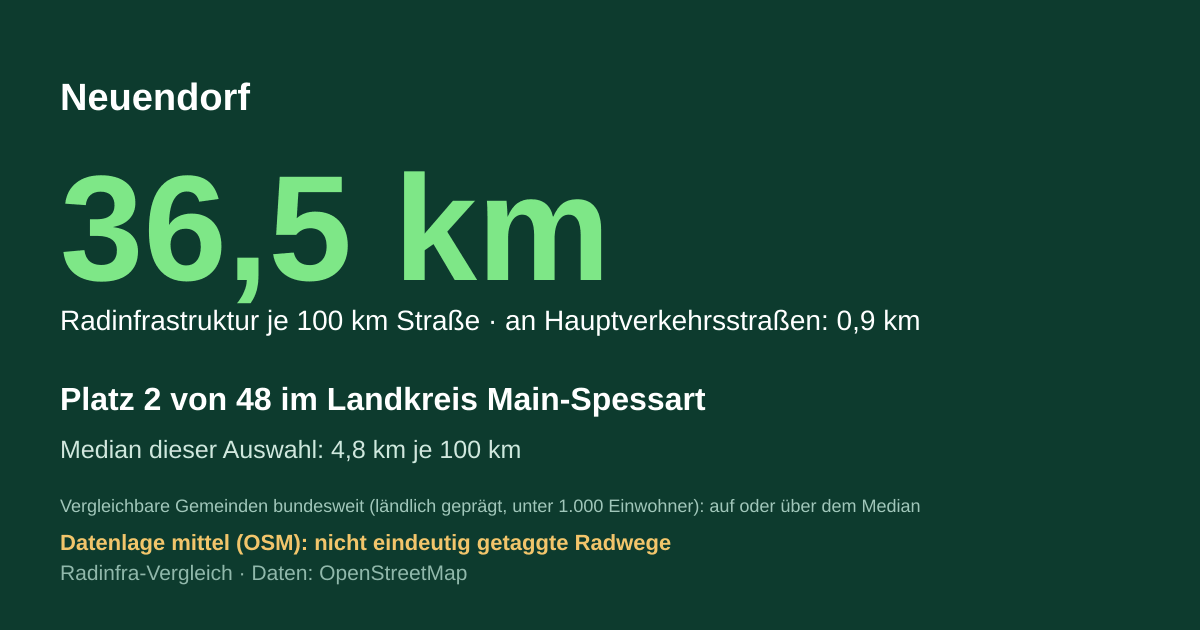 Neuendorf
36,5 km
Radinfrastruktur je 100 km Straße · an Hauptverkehrsstraßen: 0,9 km
Platz 2 von 48 im Landkreis Main-Spessart
Median dieser Auswahl: 4,8 km je 100 km
Vergleichbare Gemeinden bundesweit (ländlich geprägt, unter 1.000 Einwohner): auf oder über dem Median
Datenlage mittel (OSM): nicht eindeutig getaggte Radwege
Radinfra-Vergleich · Daten: OpenStreetMap